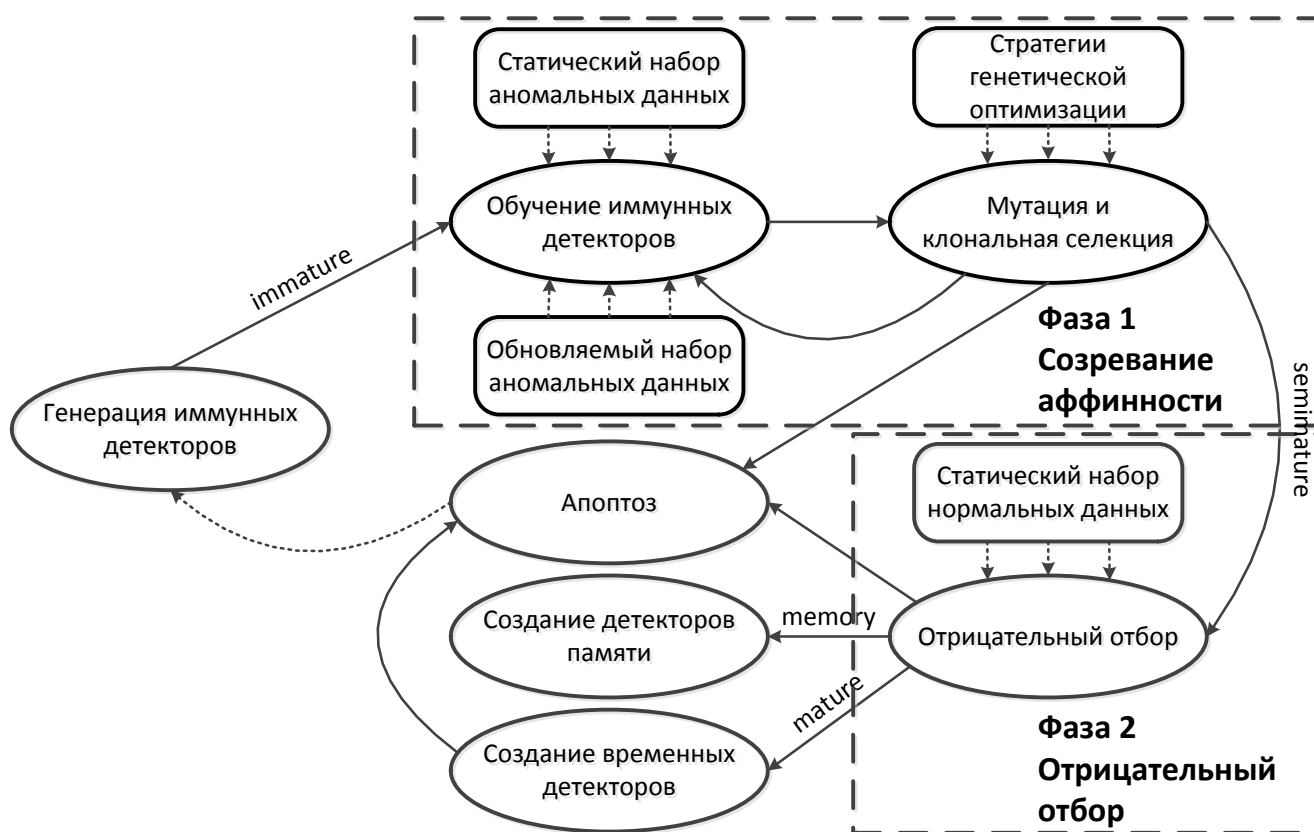 Статический набор
аномальных данных
Стратегии
генетической
оптимизации
Обучение иммунных
детекторов
Мутация и
клональная селекция
immature
Обновляемый набор
аномальных данных
Фаза 1
Созревание
аффинности
Генерация иммунных
детекторов
semimature
Апоптоз
Статический набор
нормальных данных
Создание детекторов
памяти
memory
Отрицательный отбор
mature
Создание временных
детекторов
Фаза 2
Отрицательный
отбор